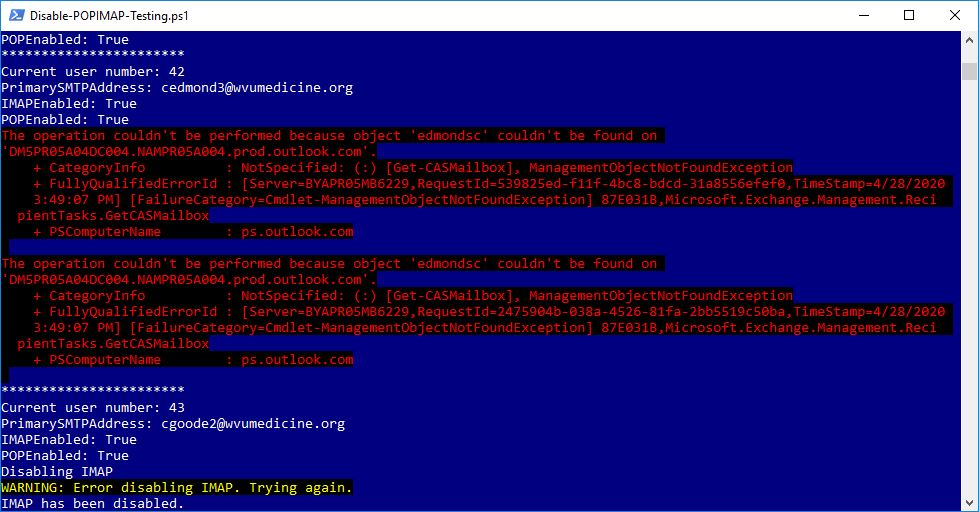 Disable-POPIMAP-Testing.ps1
POPEnabled: True
***********************
Current user number: 42
PrimarySMTPAddress: cedmond3@wvumedicine.org
IMAPEnabled: True
POPEnabled: True
The operation couldn't be performed because object 'edmondsc' couldn't be found on
'DM5PR05A04DC004.NAMPR05A004.prod.outlook.com'.
+ CategoryInfo : NotSpecified: (:) [Get-CASMailbox], ManagementObjectNotFoundException
+ FullyQualifiedErrorId : [Server=BYAPR05MB6229,RequestId=539825ed-f11f-4bc8-bdcd-31a8556efef0,TimeStamp=4/28/2020
3:49:07 PM] [FailureCategory=Cmdlet-ManagementObjectNotFoundException] 87E031B,Microsoft.Exchange.Management.Reci
pientTasks.GetCASMailbox
+ PSComputerName : ps.outlook.com
The operation couldn't be performed because object 'edmondsc' couldn't be found on
'DM5PR05A04DC004.NAMPR05A004.prod.outlook.com'.
+ CategoryInfo : NotSpecified: (:) [Get-CASMailbox], ManagementObjectNotFoundException
+ FullyQualifiedErrorId : [Server=BYAPR05MB6229,RequestId=2475904b-038a-4526-81fa-2bb5519c50ba,TimeStamp=4/28/2020
3:49:07 PM] [FailureCategory=Cmdlet-ManagementObjectNotFoundException] 87E031B,Microsoft.Exchange.Management.Reci
pientTasks.GetCASMailbox
+ PSComputerName : ps.outlook.com
***********************
Current user number: 43
PrimarySMTPAddress: cgoode2@wvumedicine.org
IMAPEnabled: True
POPEnabled: True
Disabling IMAP
WARNING: Error disabling IMAP. Trying again.
IMAP has been disabled.